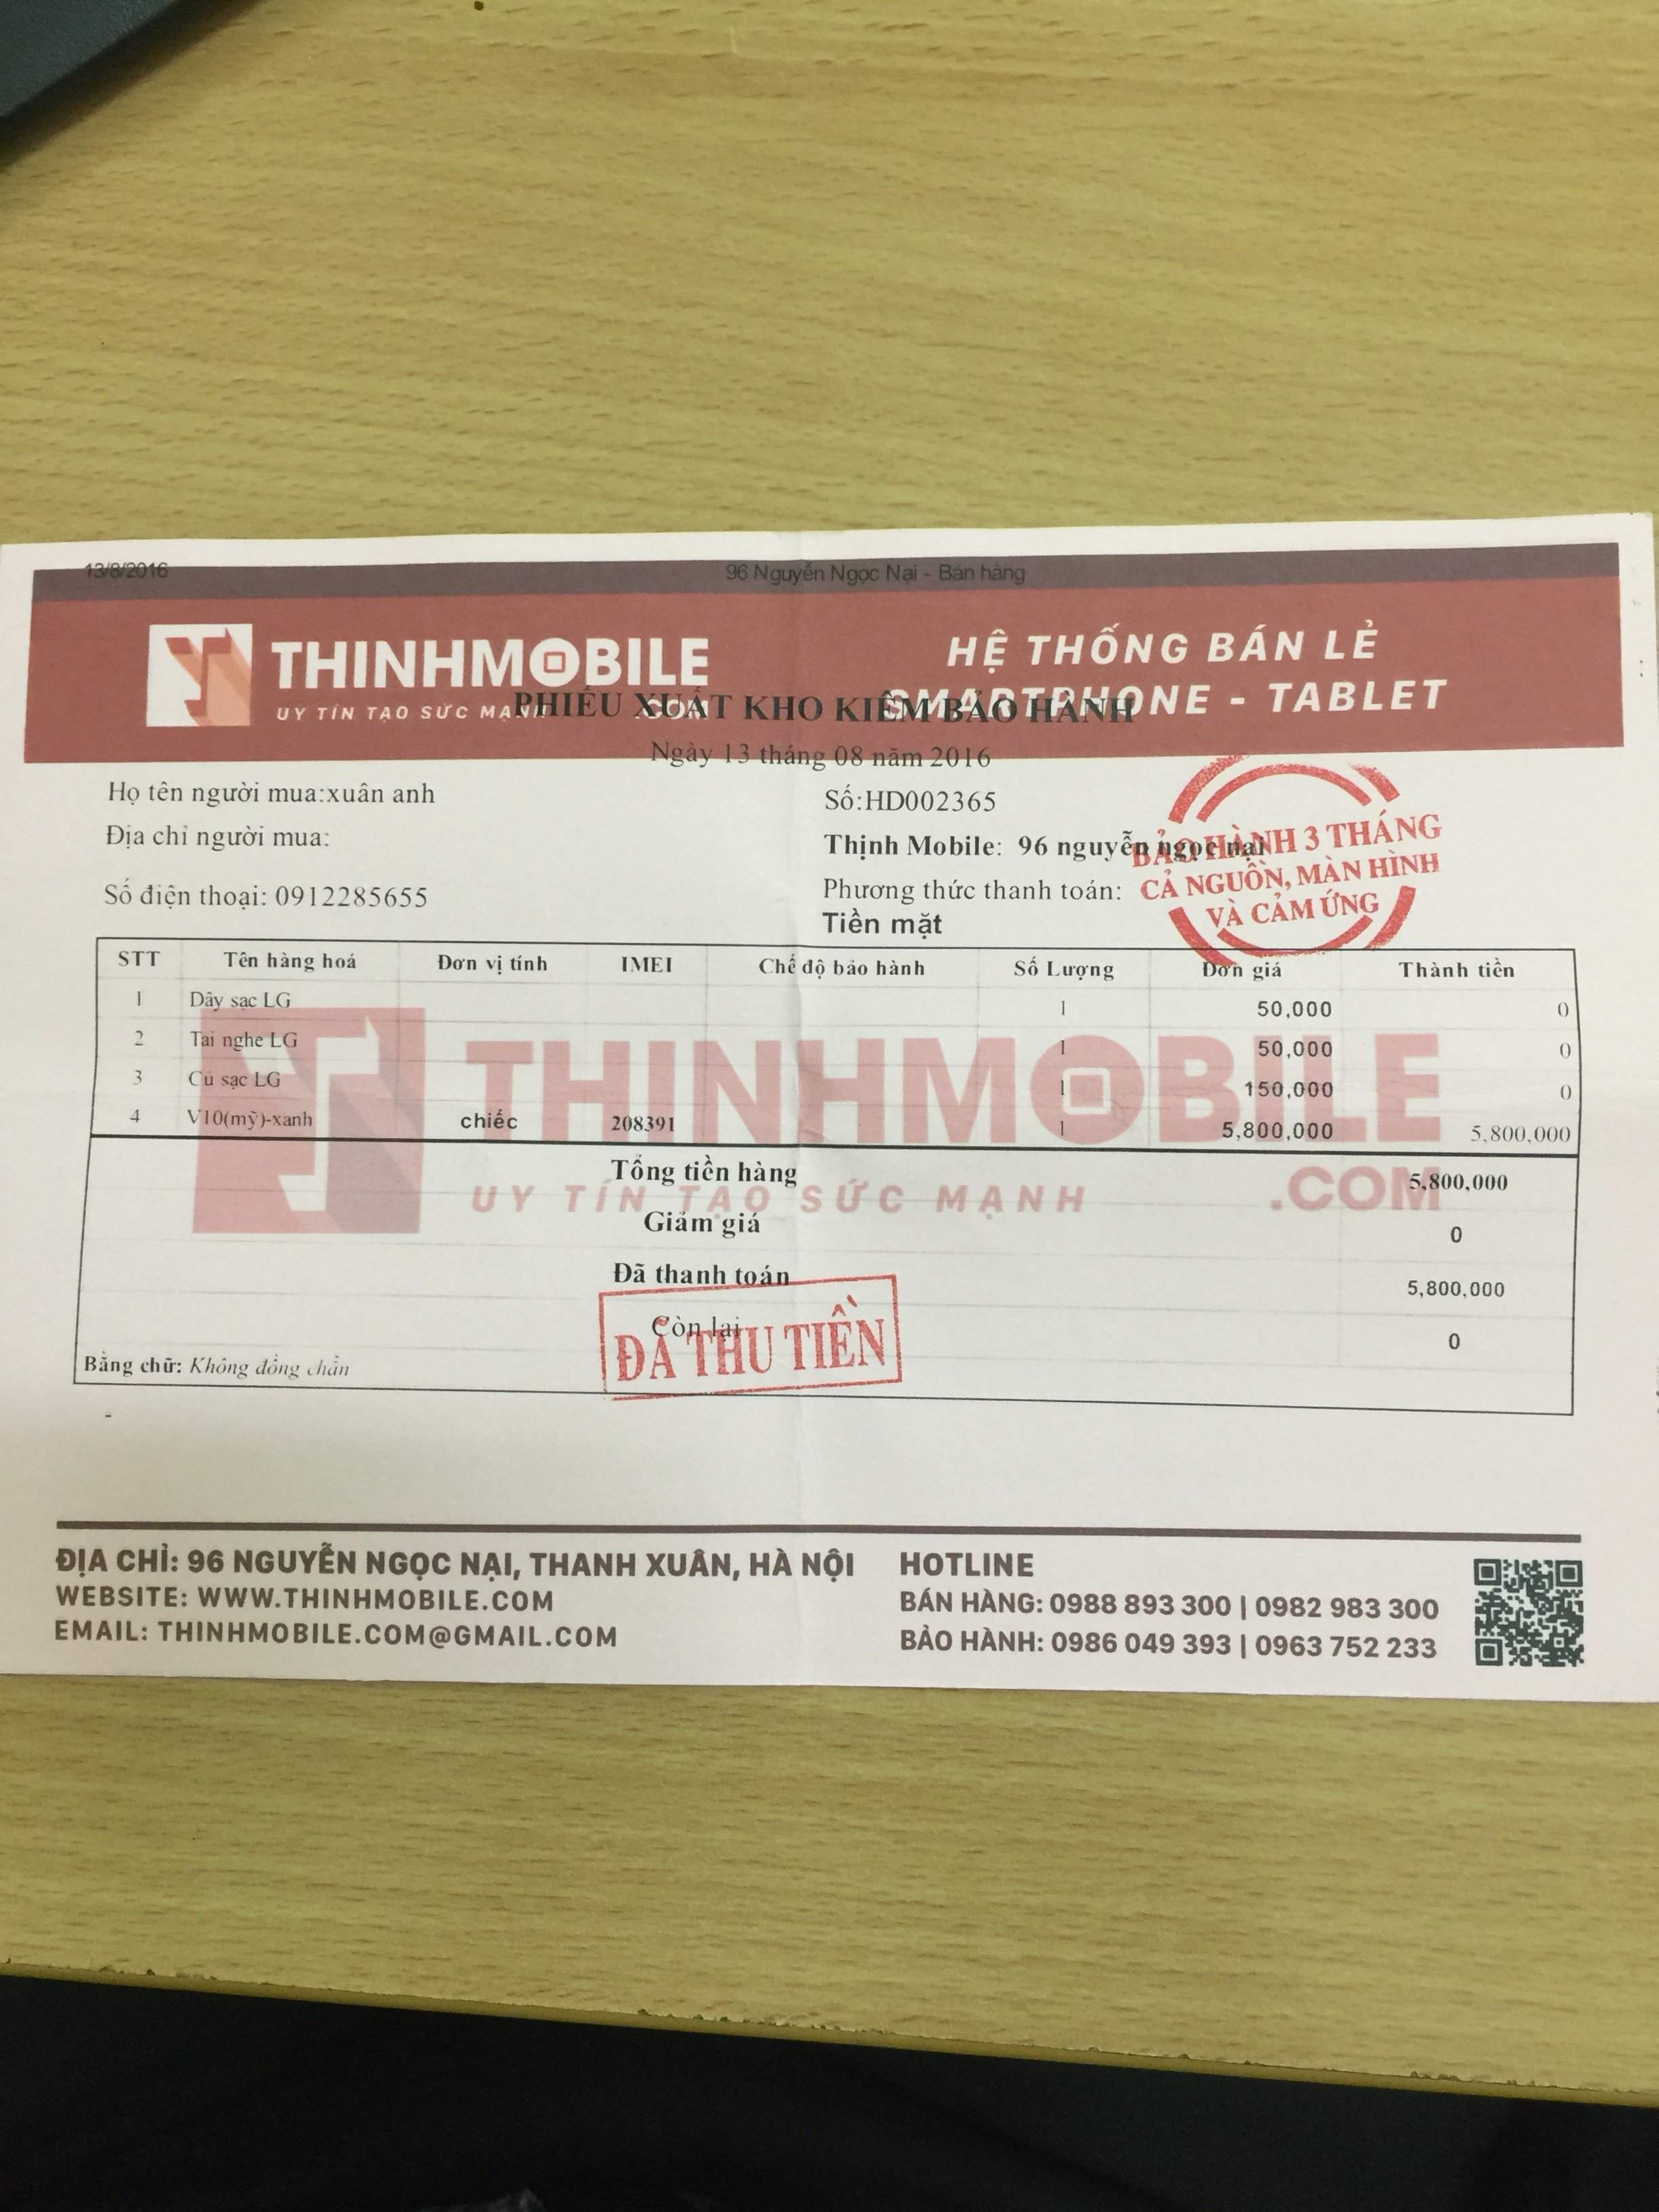 13/8/2016 96 Nguyễn Ngọc Nại - Bán hàng
THINHMOBILE
.COM
UY TÍN TẠO SỨC MẠNH
HỆ THỐNG BÁN LẺ
SMARTPHONE - TABLET
PHIẾU XUẤT KHO KIÊM BẢO HÀNH
Ngày 13 tháng 08 năm 2016
Họ tên người mua:xuân anh
Địa chỉ người mua:
Số điện thoại: 0912285655
Số:HD002365
Thịnh Mobile: 96 nguyễn ngọc nại
Phương thức thanh toán:
Tiền mặt
BẢO HÀNH 3 THÁNG
CẢ NGUỒN, MÀN HÌNH
VÀ CẢM ỨNG
STT Tên hàng hoá Đơn vị tính IMEI Chế độ bảo hành Số Lượng Đơn giá Thành tiền
1 Dây sạc LG 1 50,000 0
2 Tai nghe LG 1 50,000 0
3 Củ sạc LG 1 150,000 0
4 V10(mỹ)-xanh chiếc 208391 1 5,800,000 5,800,000
THINHMOBILE
UY TÍN TẠO SỨC MẠNH .COM
Tổng tiền hàng 5,800,000
Giảm giá 0
Đã thanh toán 5,800,000
Còn lại 0
ĐÃ THU TIỀN
Bằng chữ: Không đồng chẵn
ĐỊA CHỈ: 96 NGUYỄN NGỌC NẠI, THANH XUÂN, HÀ NỘI
WEBSITE: WWW.THINHMOBILE.COM
EMAIL: THINHMOBILE.COM@GMAIL.COM
HOTLINE
BÁN HÀNG: 0988 893 300 | 0982 983 300
BẢO HÀNH: 0986 049 393 | 0963 752 233